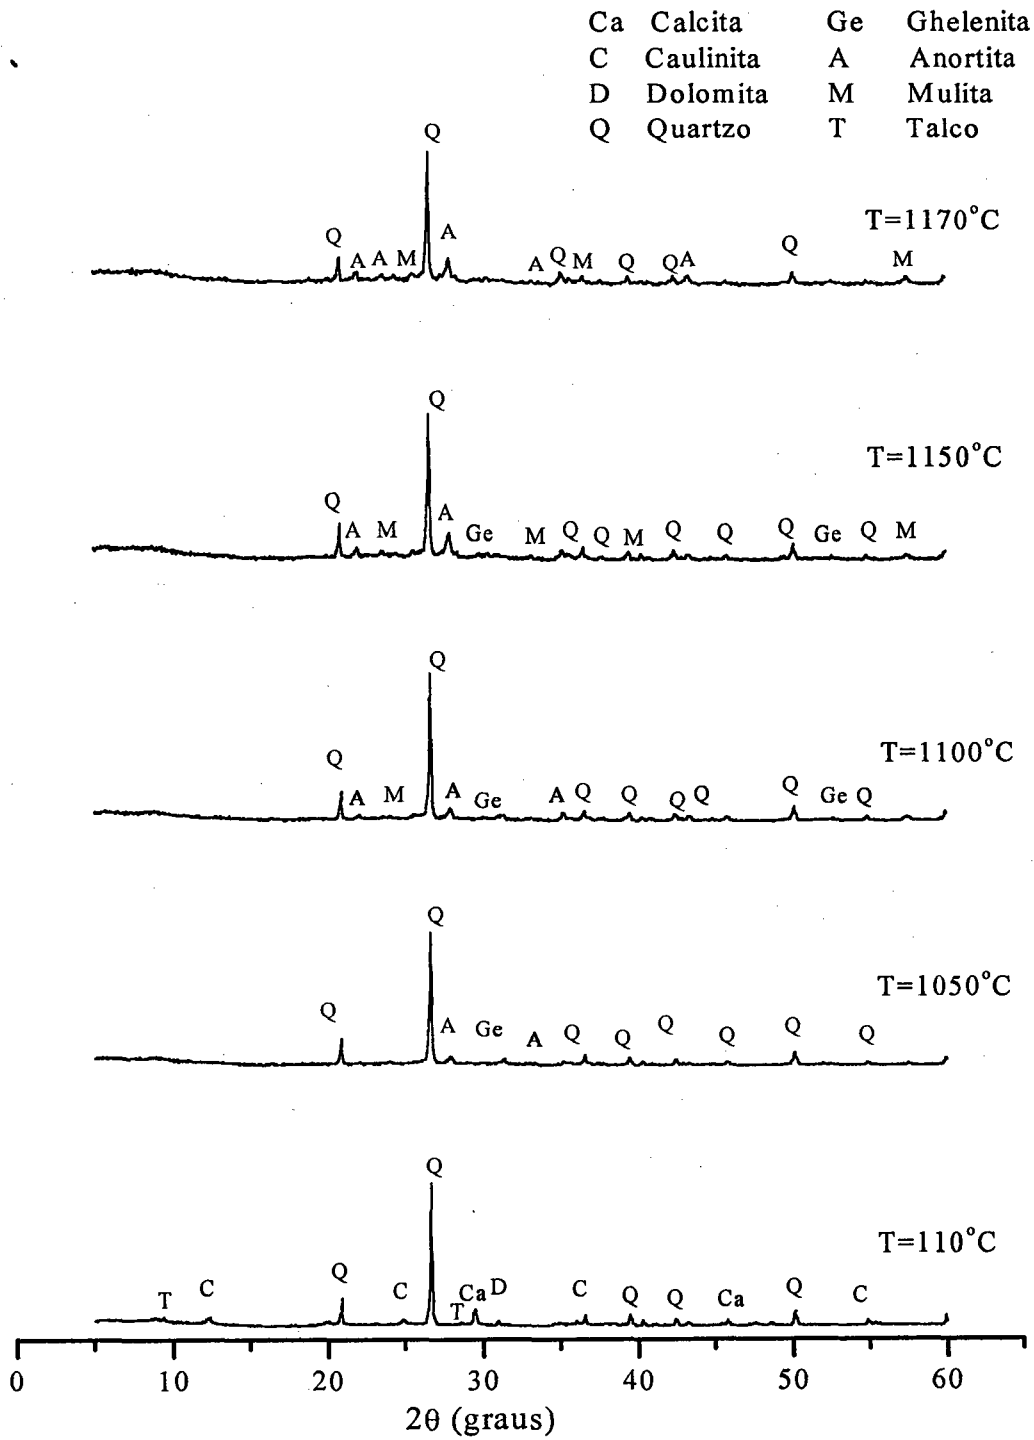 Ca Calcita Ge Ghelenita
C Caulinita A Anortita
D Dolomita M Mulita
Q Quartzo T Talco
T=1170°C
Q A A M Q A A Q M Q Q A Q M
T=1150°C
Q A M Q A Ge M Q Q M Q Q Q Ge Q M
T=1100°C
Q A M Q A Ge A Q Q Q A Q Ge Q
T=1050°C
Q Q A Ge A Q Q Q Q Q Q
T=110°C
T C Q C Q T Ca D C Q Q Ca Q C
0 10 20 30 40 50 60
2θ (graus)